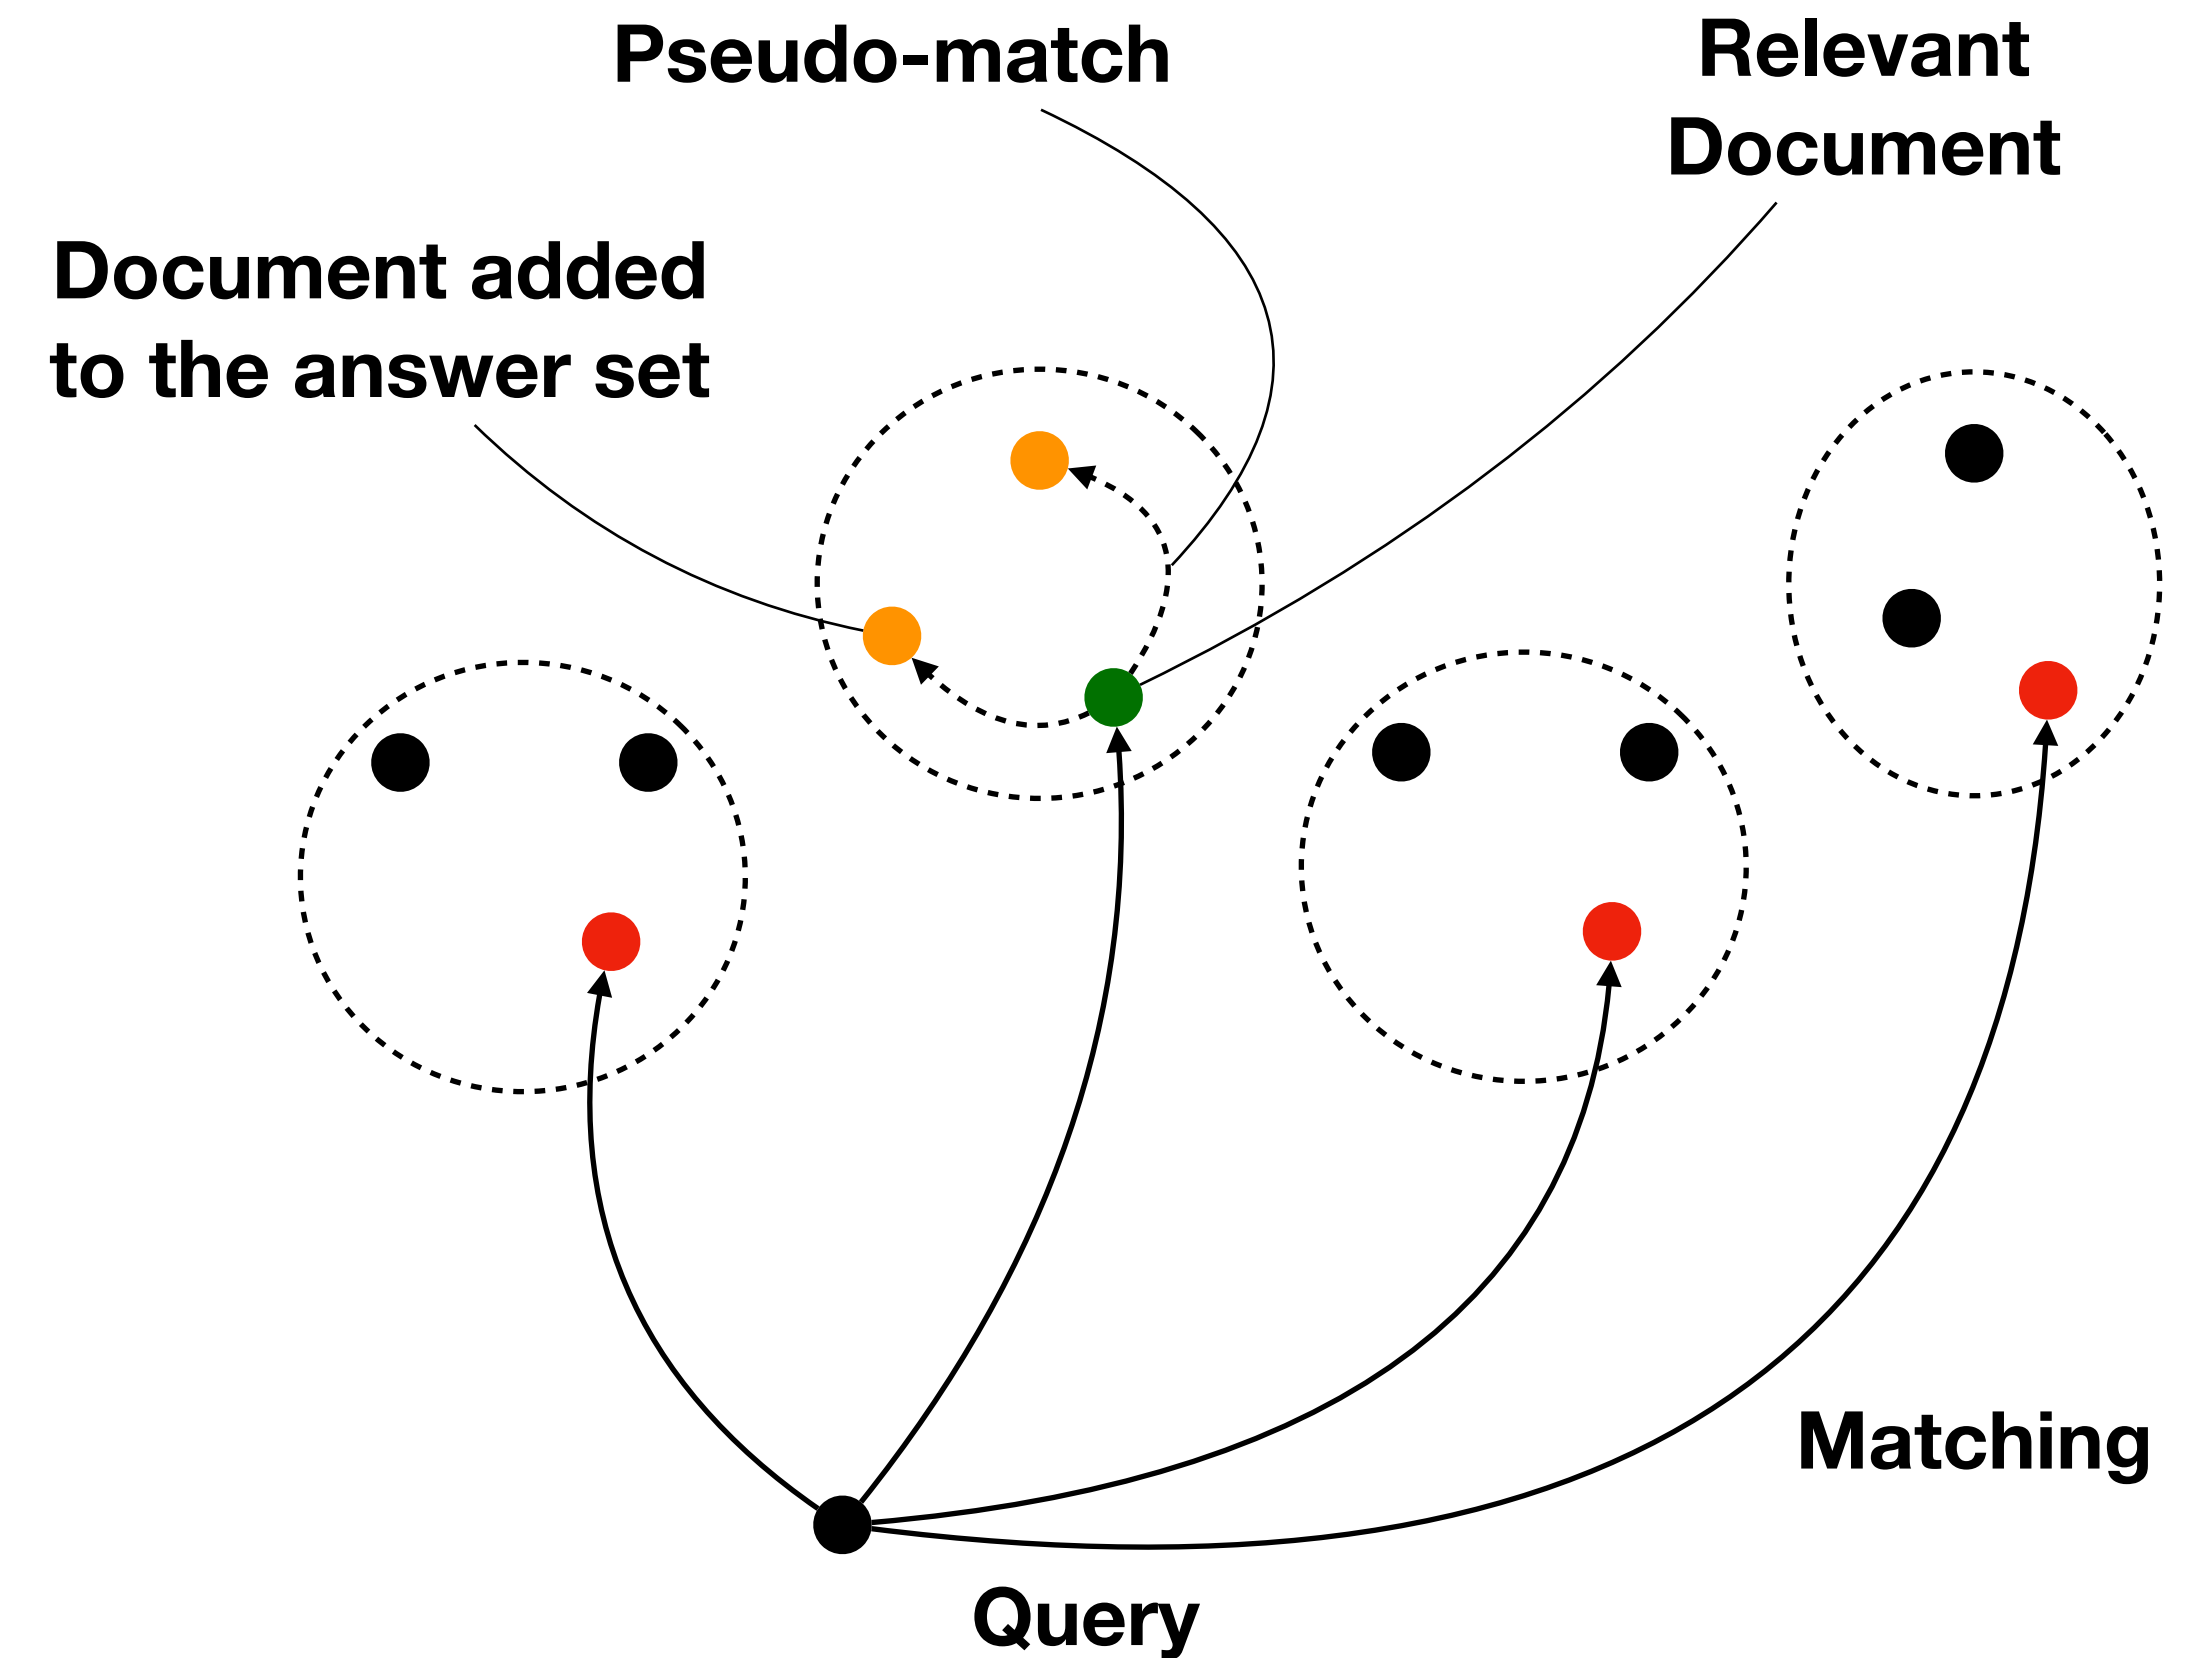 Pseudo-match
Relevant
Document
Document added
to the answer set
Matching
Query